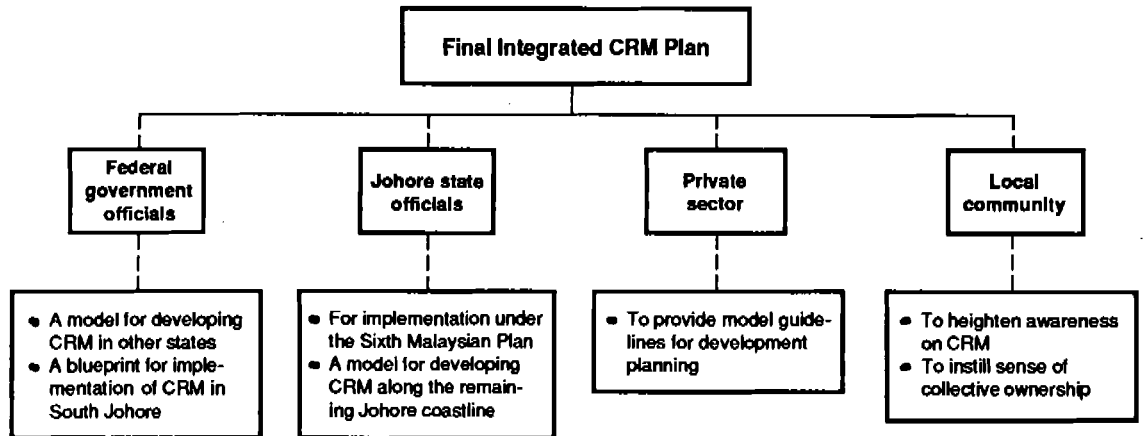 Final Integrated CRM Plan
Federal
government
officials
Johore state
officials
Private
sector
Local
community
• A model for developing
CRM in other states
• A blueprint for imple-
mentation of CRM in
South Johore
• For implementation under
the Sixth Malaysian Plan
• A model for developing
CRM along the remain-
ing Johore coastline
• To provide model guide-
lines for development
planning
• To heighten awareness
on CRM
• To instill sense of
collective ownership